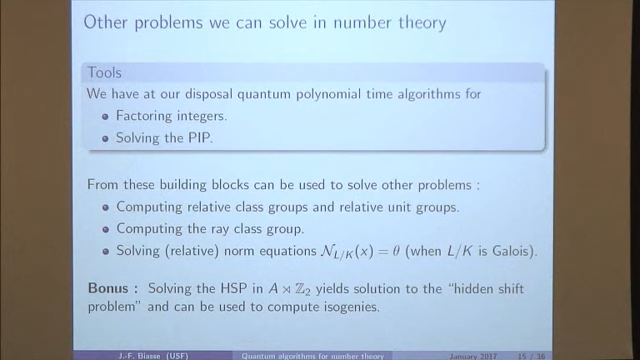 Other problems we can solve in number theory
Tools
We have at our disposal quantum polynomial time algorithms for
Factoring integers.
Solving the PIP.
From these building blocks can be used to solve other problems :
Computing relative class groups and relative unit groups.
Computing the ray class group.
Solving (relative) norm equations 𝒩_{L/K}(x) = θ (when L/K is Galois).
Bonus : Solving the HSP in A ⋊ ℤ₂ yields solution to the “hidden shift
problem” and can be used to compute isogenies.
J.-F. Biasse (USF) Quantum algorithms for number theory January 2017 15 / 16